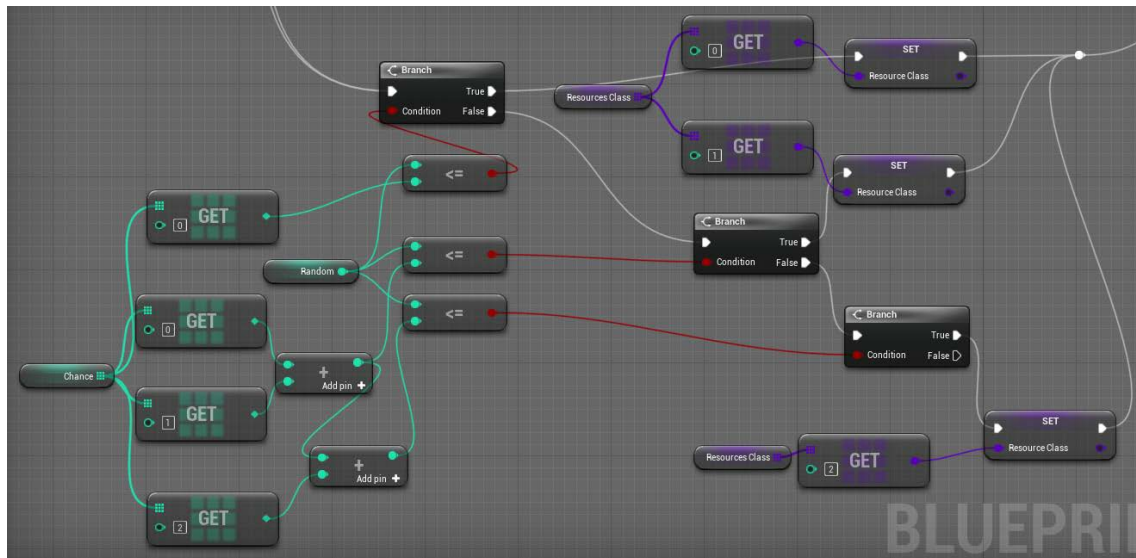 GET
0
SET
Resource Class
Branch
True
Condition
False
Resources Class
GET
1
SET
Resource Class
<=
GET
0
Branch
True
Condition
False
<=
Random
<=
GET
0
Branch
True
Condition
False
+
Add pin +
Chance
GET
1
SET
Resource Class
+
Add pin +
Resources Class
GET
2
GET
2
BLUEPRI